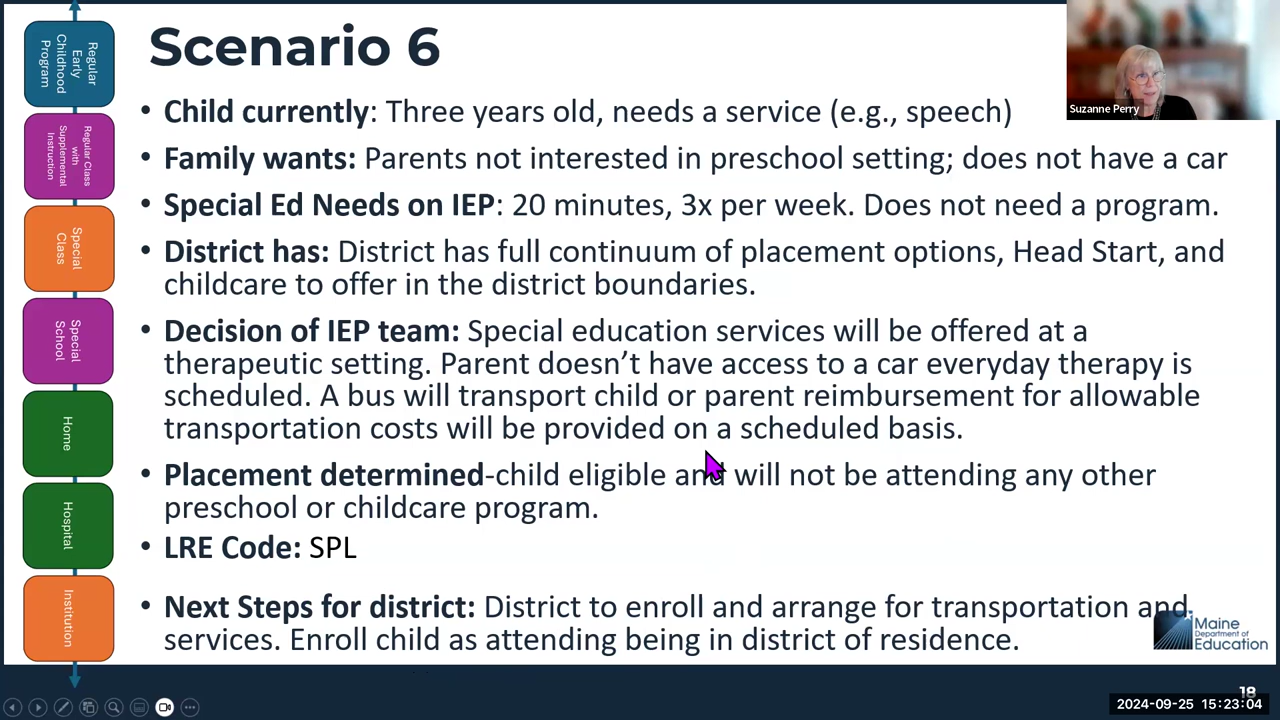 Scenario 6
• Child currently: Three years old, needs a service (e.g., speech)
• Family wants: Parents not interested in preschool setting; does not have a car
• Special Ed Needs on IEP: 20 minutes, 3x per week. Does not need a program.
• District has: District has full continuum of placement options, Head Start, and
childcare to offer in the district boundaries.
• Decision of IEP team: Special education services will be offered at a
therapeutic setting. Parent doesn’t have access to a car everyday therapy is
scheduled. A bus will transport child or parent reimbursement for allowable
transportation costs will be provided on a scheduled basis.
• Placement determined-child eligible and will not be attending any other
preschool or childcare program.
• LRE Code: SPL
• Next Steps for district: District to enroll and arrange for transportation and
services. Enroll child as attending being in district of residence.
Regular
Early
Childhood
Program
Regular Class
with
Supplemental
Instruction
Special
Class
Special
School
Home
Hospital
Institution
Suzanne Perry
Maine
Department of
Education
18
2024-09-25 15:23:04